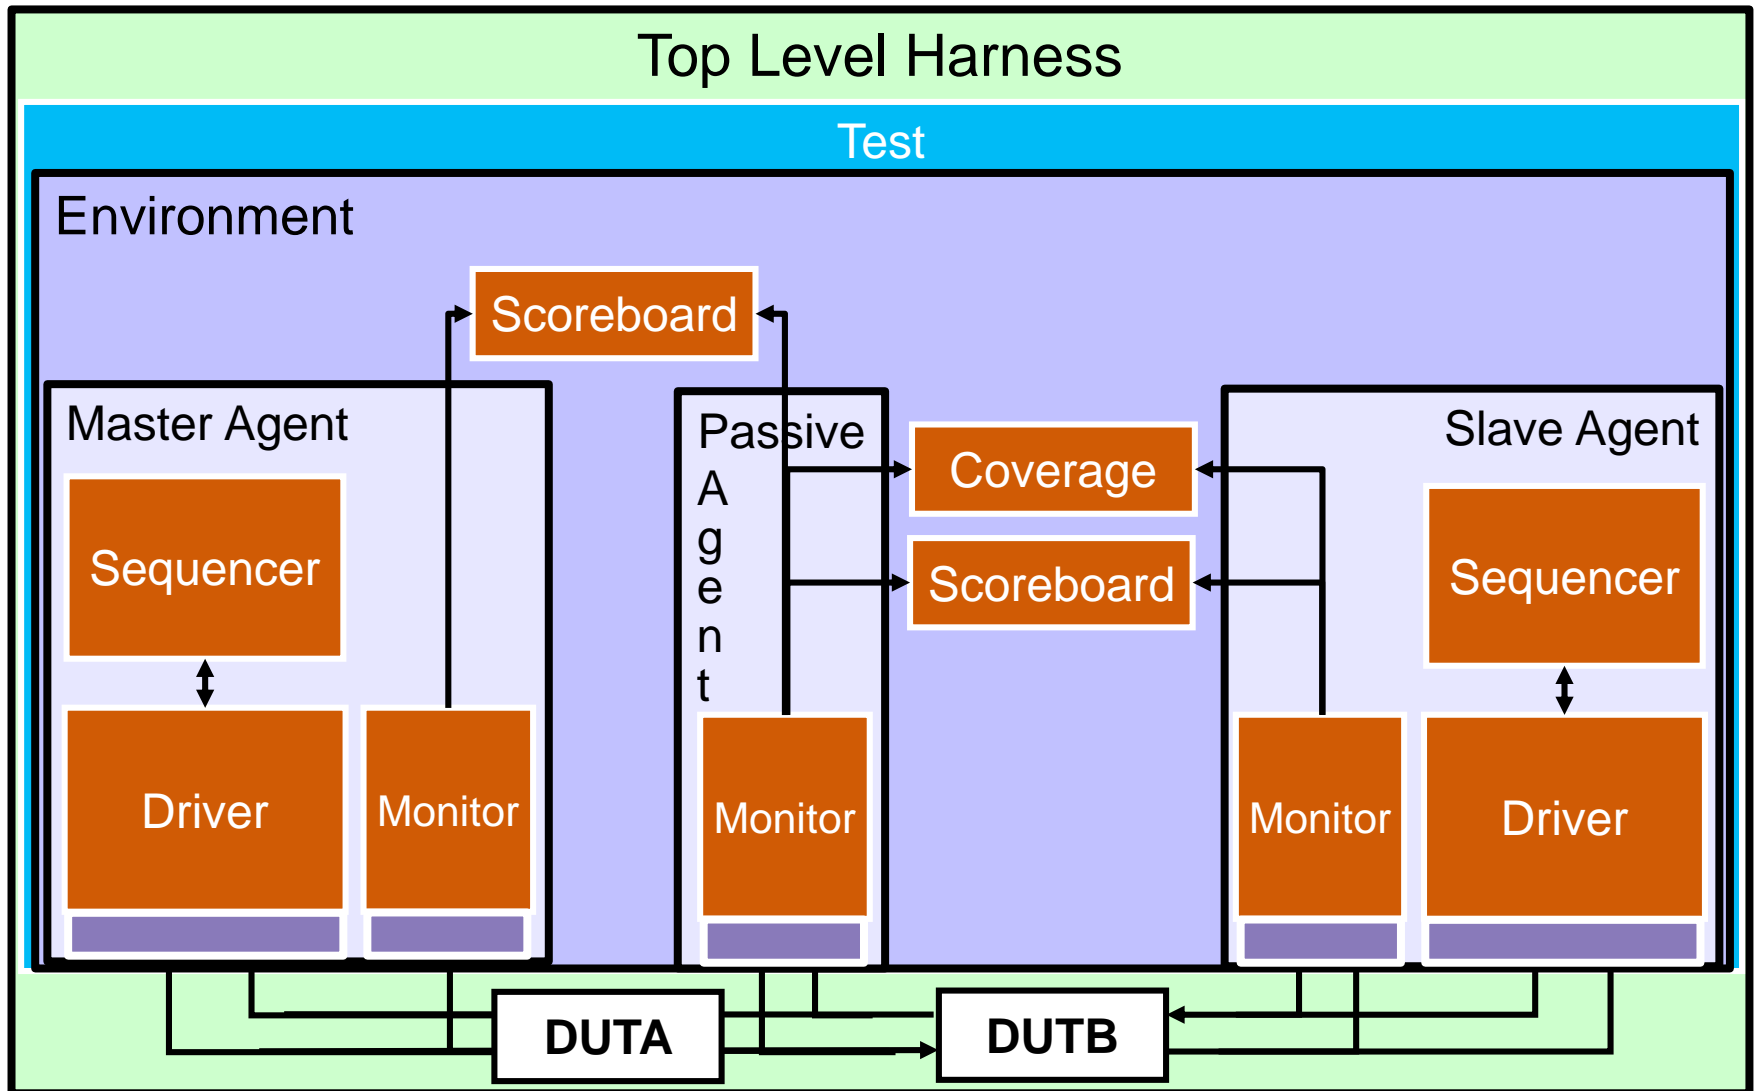 Top Level Harness
Test
Environment
Scoreboard
Master Agent
Passive
A
g
e
n
t
Slave Agent
Coverage
Scoreboard
Sequencer
Sequencer
Driver
Monitor
Monitor
Monitor
Driver
DUTA
DUTB